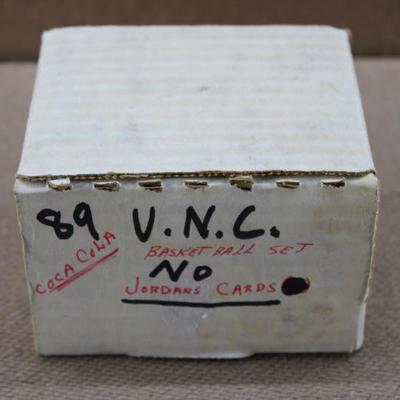 89 U.N.C.
COCA COLA
BASKET BALL SET
NO
JORDANS CARDS